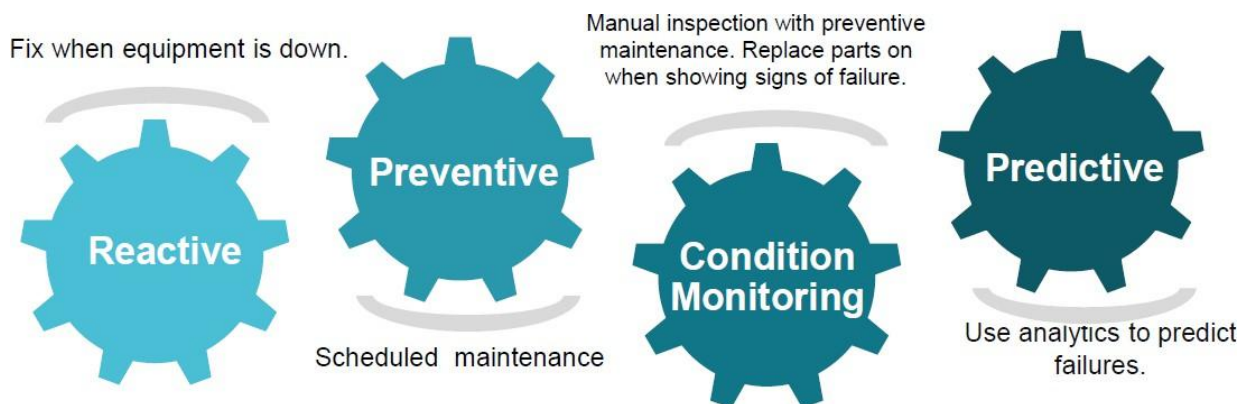 Fix when equipment is down.
Reactive
Preventive
Scheduled maintenance
Manual inspection with preventive
maintenance. Replace parts on
when showing signs of failure.
Condition
Monitoring
Predictive
Use analytics to predict
failures.